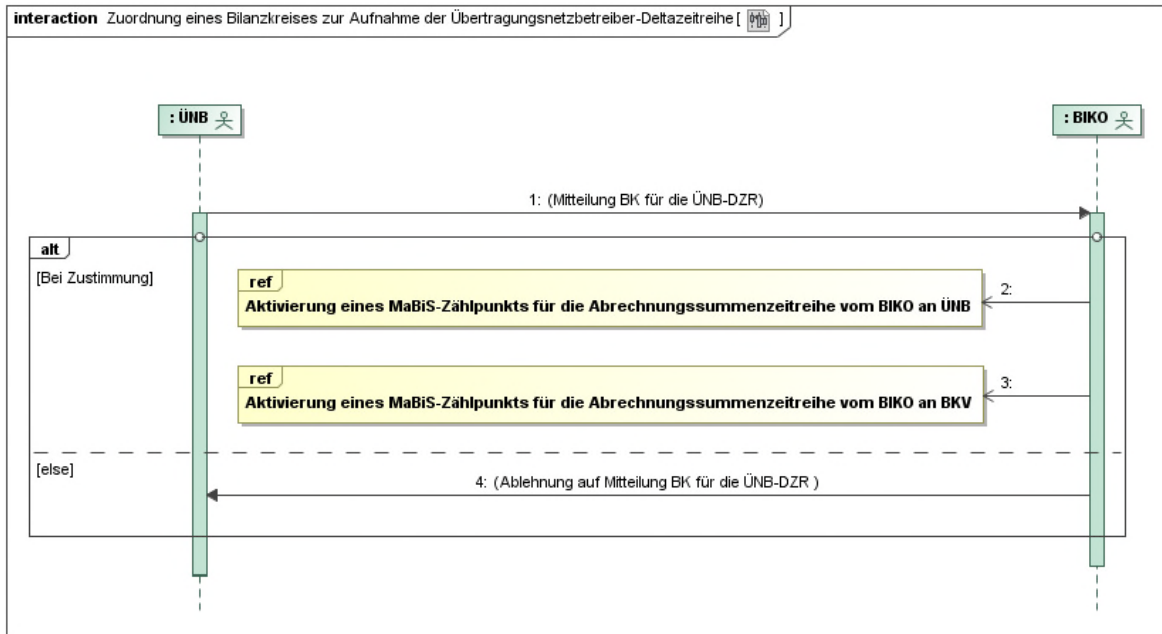 interaction Zuordnung eines Bilanzkreises zur Aufnahme der Übertragungsnetzbetreiber-Deltazeitreihe [ ]
: ÜNB
: BIKO
1: (Mitteilung BK für die ÜNB-DZR)
alt
[Bei Zustimmung]
ref
2:
Aktivierung eines MaBiS-Zählpunkts für die Abrechnungssummenzeitreihe vom BIKO an ÜNB
ref
3:
Aktivierung eines MaBiS-Zählpunkts für die Abrechnungssummenzeitreihe vom BIKO an BKV
[else]
4: (Ablehnung auf Mitteilung BK für die ÜNB-DZR )